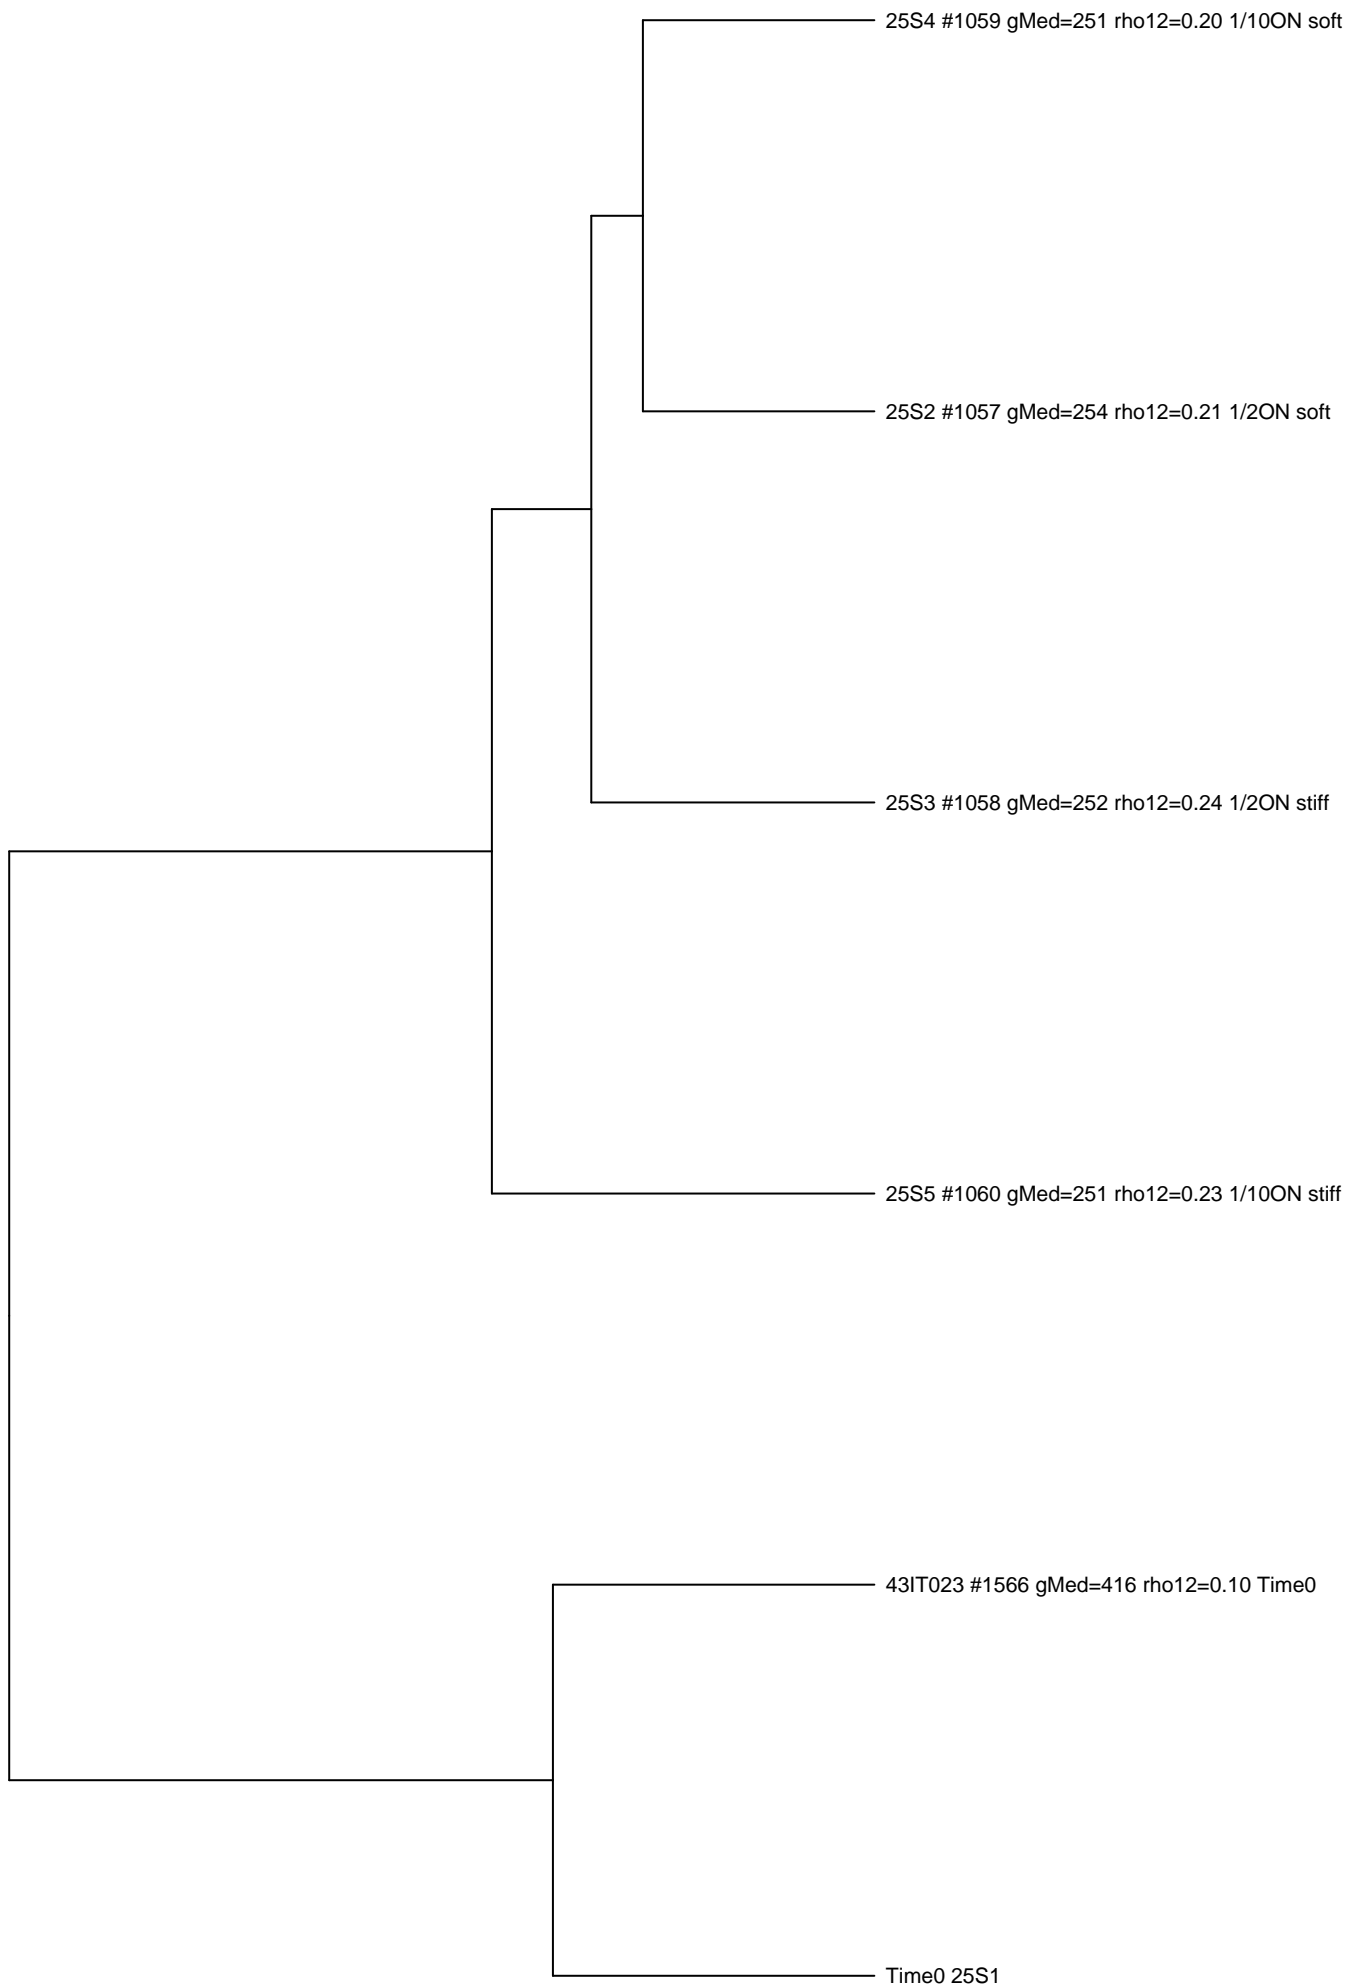 25S4 #1059 gMed=251 rho12=0.20 1/10ON soft
25S2 #1057 gMed=254 rho12=0.21 1/2ON soft
25S3 #1058 gMed=252 rho12=0.24 1/2ON stiff
25S5 #1060 gMed=251 rho12=0.23 1/10ON stiff
43IT023 #1566 gMed=416 rho12=0.10 Time0
Time0 25S1